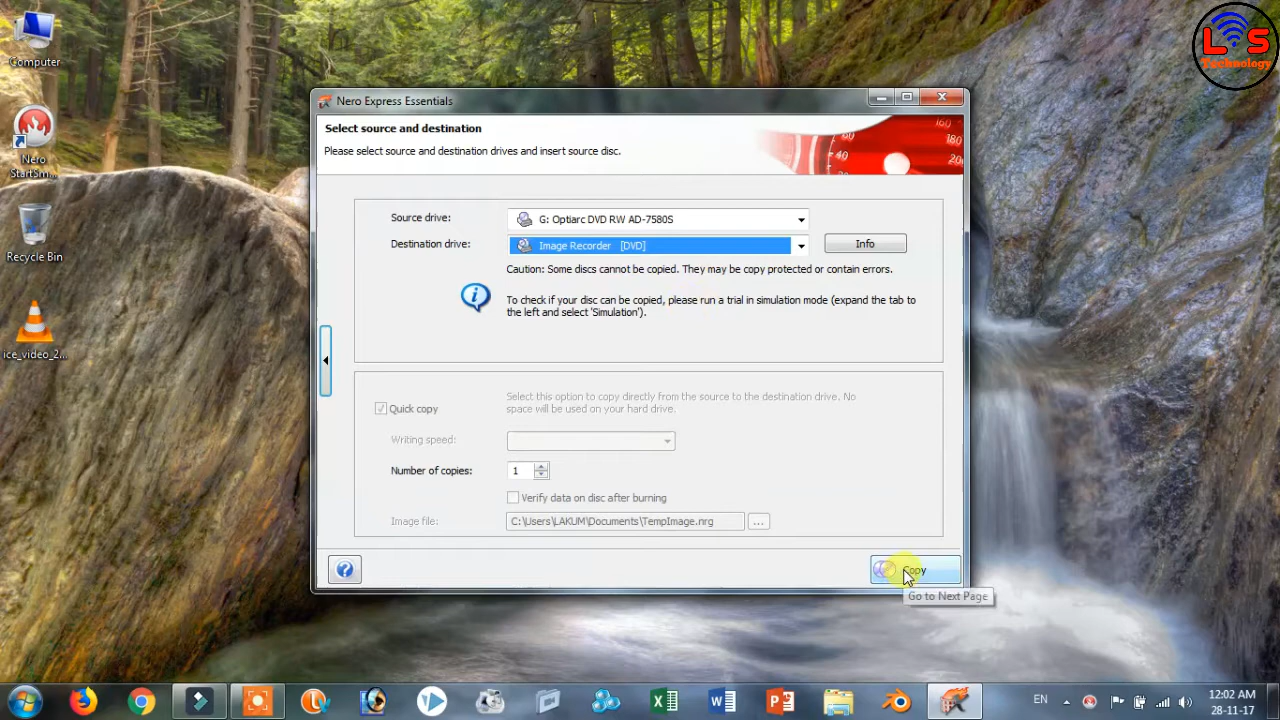 Computer
Nero
StartSm...
Recycle Bin
ice_video_2...
LS
Technology
Nero Express Essentials
Select source and destination
Please select source and destination drives and insert source disc.
Source drive:
G: Optiarc DVD RW AD-7580S
Destination drive:
Image Recorder [DVD]
Info
Caution: Some discs cannot be copied. They may be copy protected or contain errors.
To check if your disc can be copied, please run a trial in simulation mode (expand the tab to
the left and select 'Simulation').
Quick copy
Select this option to copy directly from the source to the destination drive. No
space will be used on your hard drive.
Writing speed:
Number of copies:
1
Verify data on disc after burning
Image file:
C:\Users\LAKUM\Documents\TempImage.nrg
...
Copy
Go to Next Page
EN
12:02 AM
28-11-17